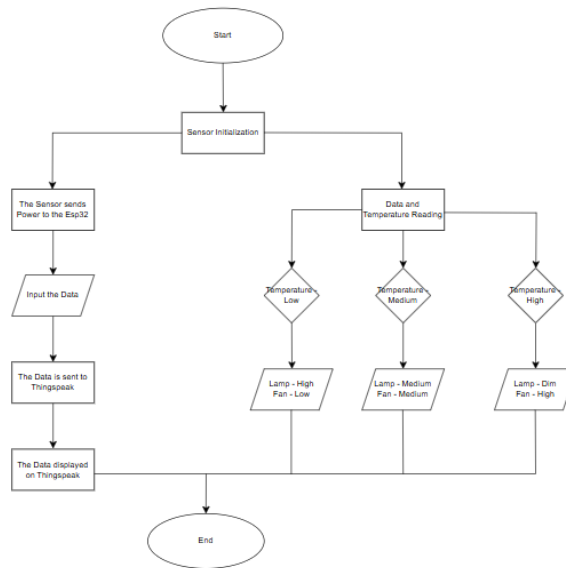 Start
Sensor Initialization
The Sensor sends
Power to the Esp32
Data and
Temperature Reading
Input the Data
Temperature -
Low
Temperature -
Medium
Temperature -
High
The Data is sent to
Thingspeak
Lamp - High
Fan - Low
Lamp - Medium
Fan - Medium
Lamp - Dim
Fan - High
The Data displayed
on Thingspeak
End